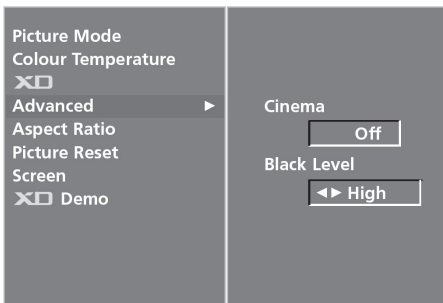 Picture Mode
Colour Temperature
XD
Advanced ►
Aspect Ratio
Picture Reset
Screen
XD Demo
Cinema
Off
Black Level
◄► High